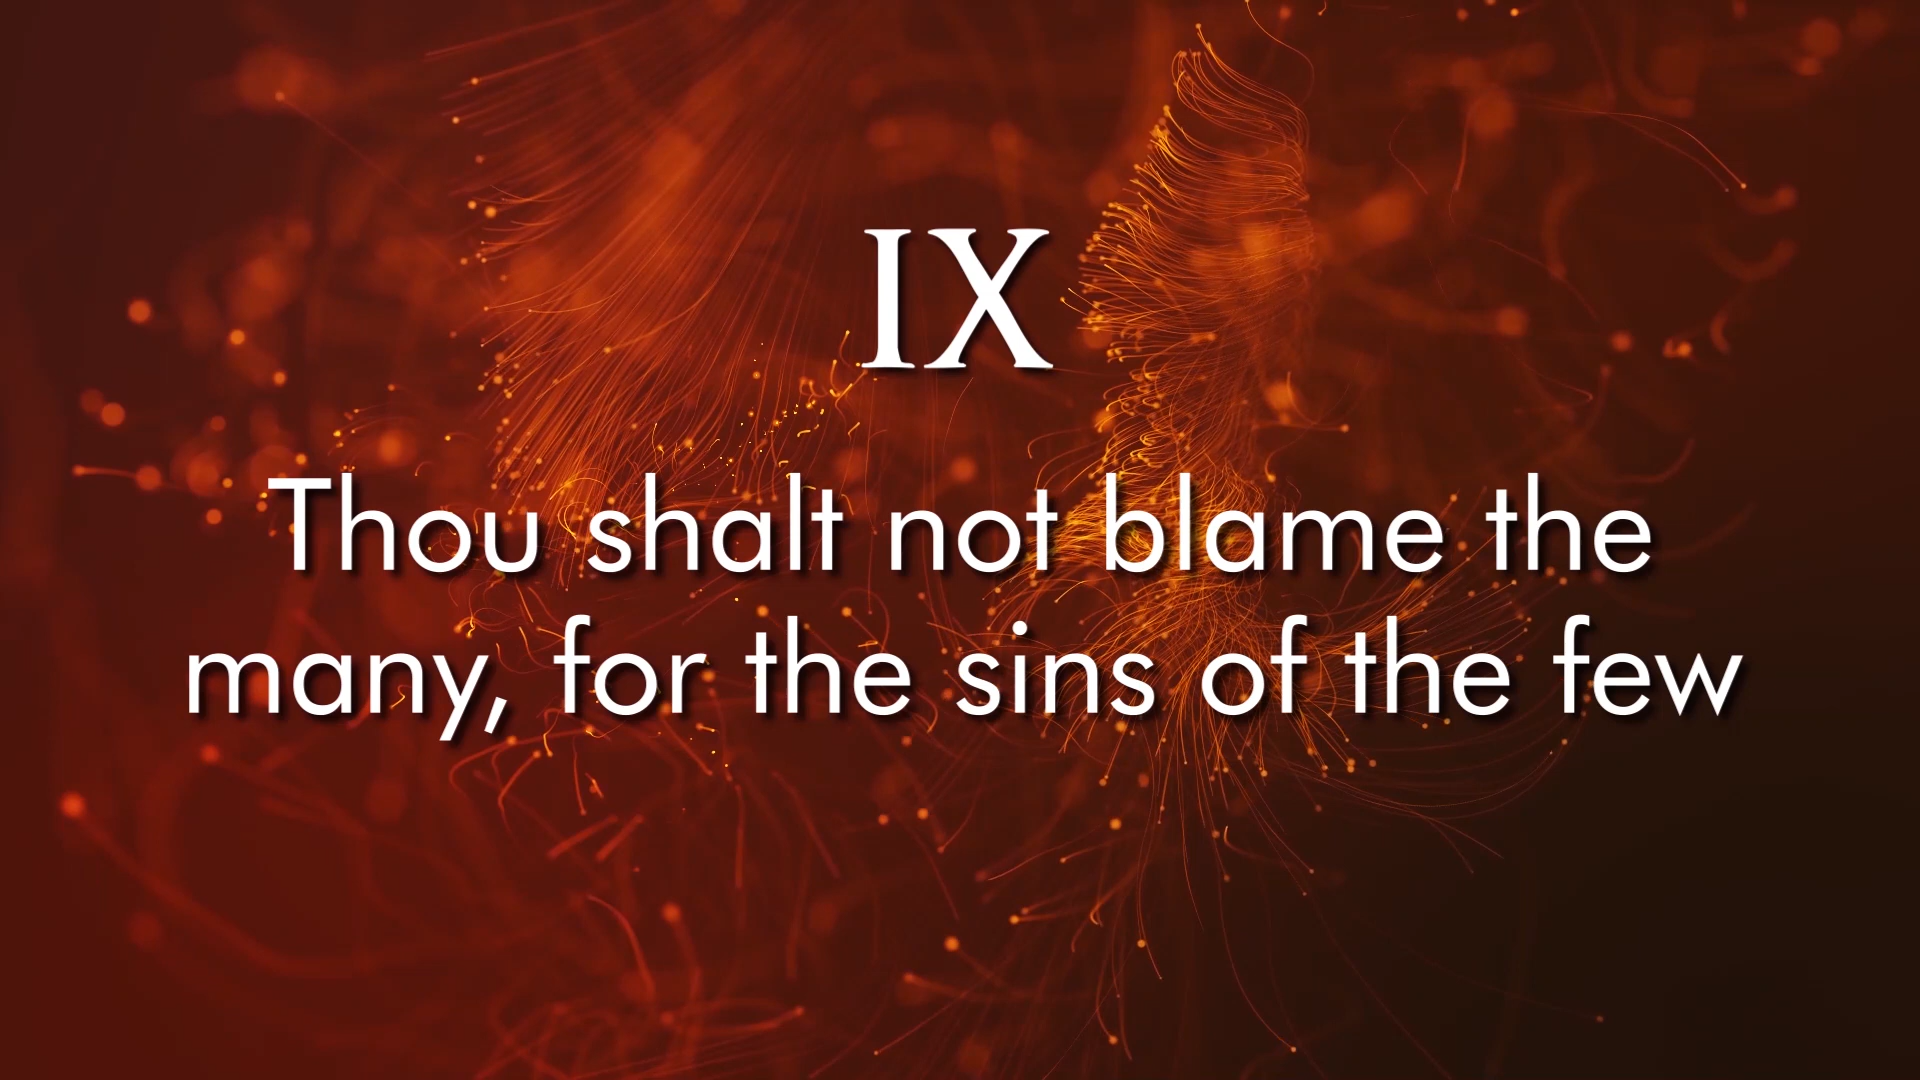 IX
Thou shalt not blame the
many, for the sins of the few